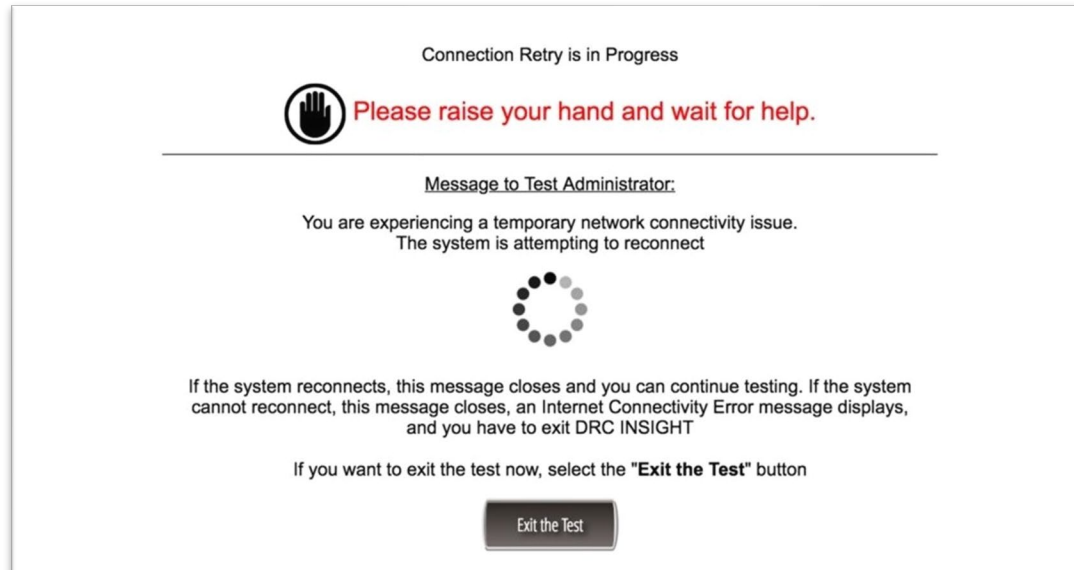 Connection Retry is in Progress
Please raise your hand and wait for help.
Message to Test Administrator:
You are experiencing a temporary network connectivity issue.
The system is attempting to reconnect
If the system reconnects, this message closes and you can continue testing. If the system
cannot reconnect, this message closes, an Internet Connectivity Error message displays,
and you have to exit DRC INSIGHT
If you want to exit the test now, select the "Exit the Test" button
Exit the Test